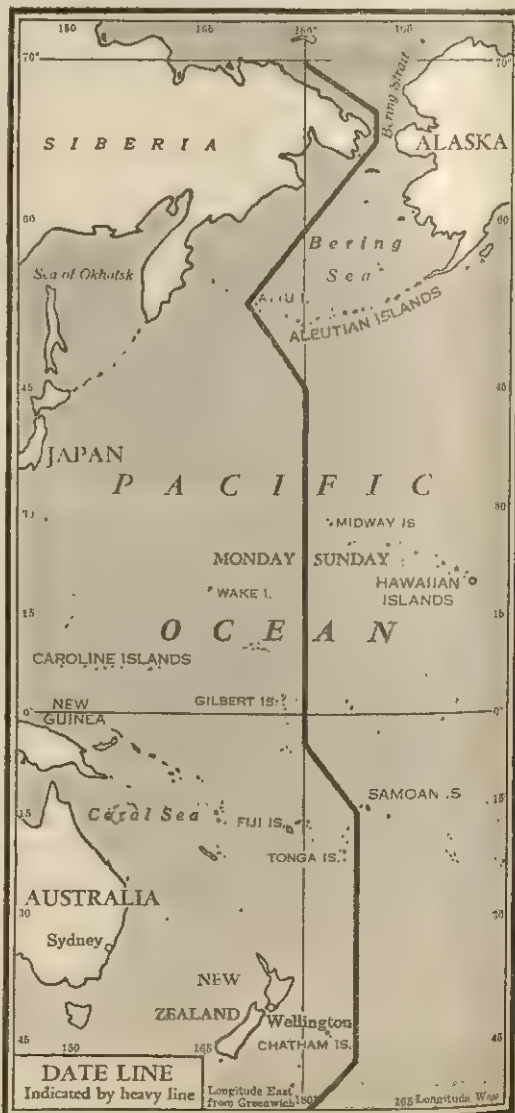 150 165 180° 165
70° 70°
Bering Strait
SIBERIA ALASKA
60 60
Bering
Sea
Sea of Okhotsk
ATTU I.
ALEUTIAN ISLANDS
45 45
JAPAN
PACIFIC
30 30
MIDWAY IS
MONDAY SUNDAY
HAWAIIAN
ISLANDS
WAKE I.
15 15
OCEAN
CAROLINE ISLANDS
GILBERT IS.
0° 0°
NEW
GUINEA
SAMOAN IS
15 15°
Coral Sea
FIJI IS.
TONGA IS.
AUSTRALIA
30 30
Sydney
NEW
ZEALAND
Wellington
CHATHAM IS.
45 150 165 45
DATE LINE
Indicated by heavy line
Longitude East
from Greenwich
180° 165 Longitude West